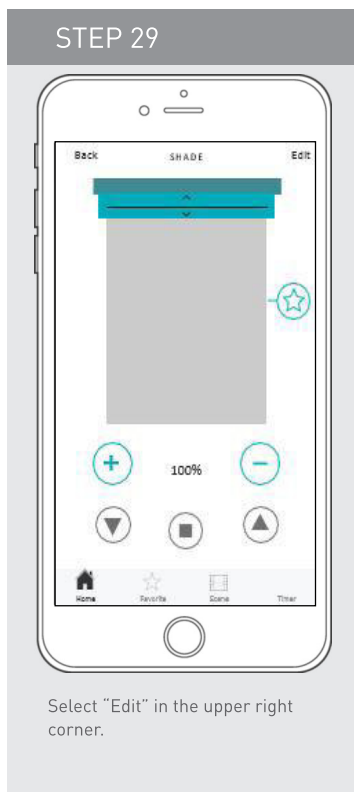 STEP 29
Back SHADE Edit
100%
Home Favorite Scene Timer
Select “Edit” in the upper right
corner.